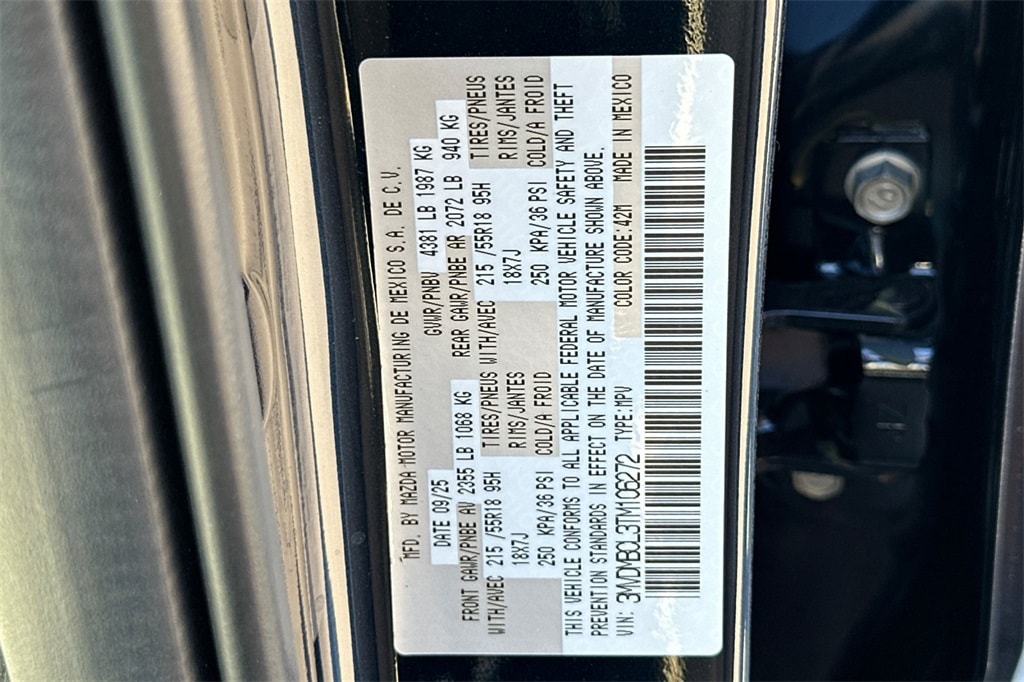 MFD. BY MAZDA MOTOR MANUFACTURING DE MEXICO S.A. DE C.V.
DATE 09/25 GVWR/PNBV 4381 LB 1987 KG
FRONT GAWR/PNBE AV 2355 LB 1068 KG REAR GAWR/PNBE AR 2072 LB 940 KG
WITH/AVEC 215 /55R18 95H TIRES/PNEUS WITH/AVEC 215 /55R18 95H TIRES/PNEUS
18X7J RIMS/JANTES 18X7J RIMS/JANTES
250 KPA/36 PSI COLD/A FROID 250 KPA/36 PSI COLD/A FROID
THIS VEHICLE CONFORMS TO ALL APPLICABLE FEDERAL MOTOR VEHICLE SAFETY AND THEFT
PREVENTION STANDARDS IN EFFECT ON THE DATE OF MANUFACTURE SHOWN ABOVE.
VIN: 3MVDMBCL3TM106272 TYPE:MPV COLOR CODE:42M MADE IN MEXICO